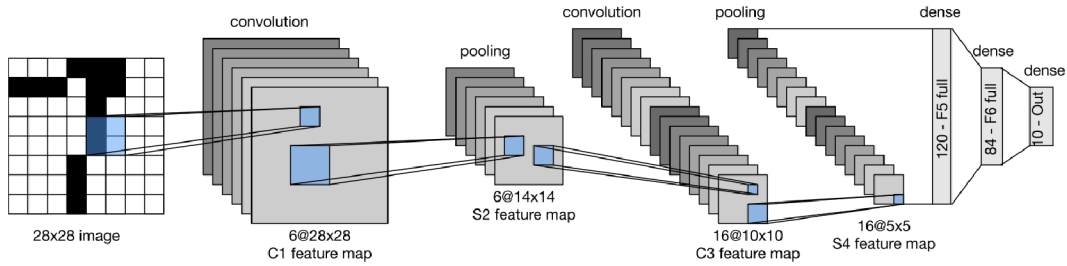 convolution
pooling
convolution
pooling
dense
dense
dense
28x28 image
6@28x28
C1 feature map
6@14x14
S2 feature map
16@10x10
C3 feature map
16@5x5
S4 feature map
120 - F5 full
84 - F6 full
10 - Out